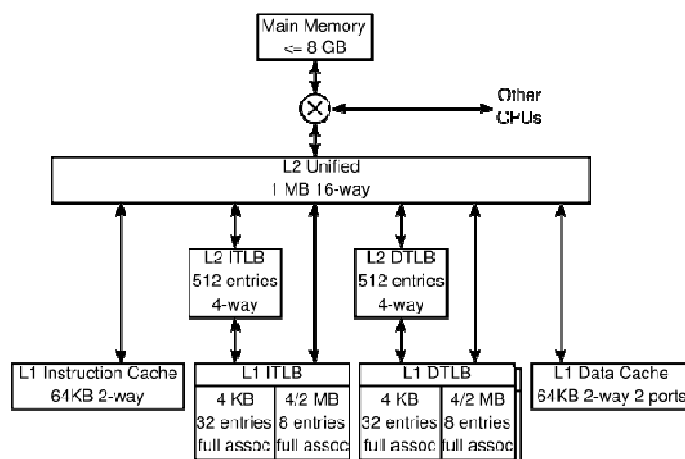 Main Memory
<= 8 GB
Other
CPUs
L2 Unified
1 MB 16-way
L2 ITLB
512 entries
4-way
L2 DTLB
512 entries
4-way
L1 Instruction Cache
64KB 2-way
L1 ITLB
4 KB
32 entries
full assoc
4/2 MB
8 entries
full assoc
L1 DTLB
4 KB
32 entries
full assoc
4/2 MB
8 entries
full assoc
L1 Data Cache
64KB 2-way 2 ports